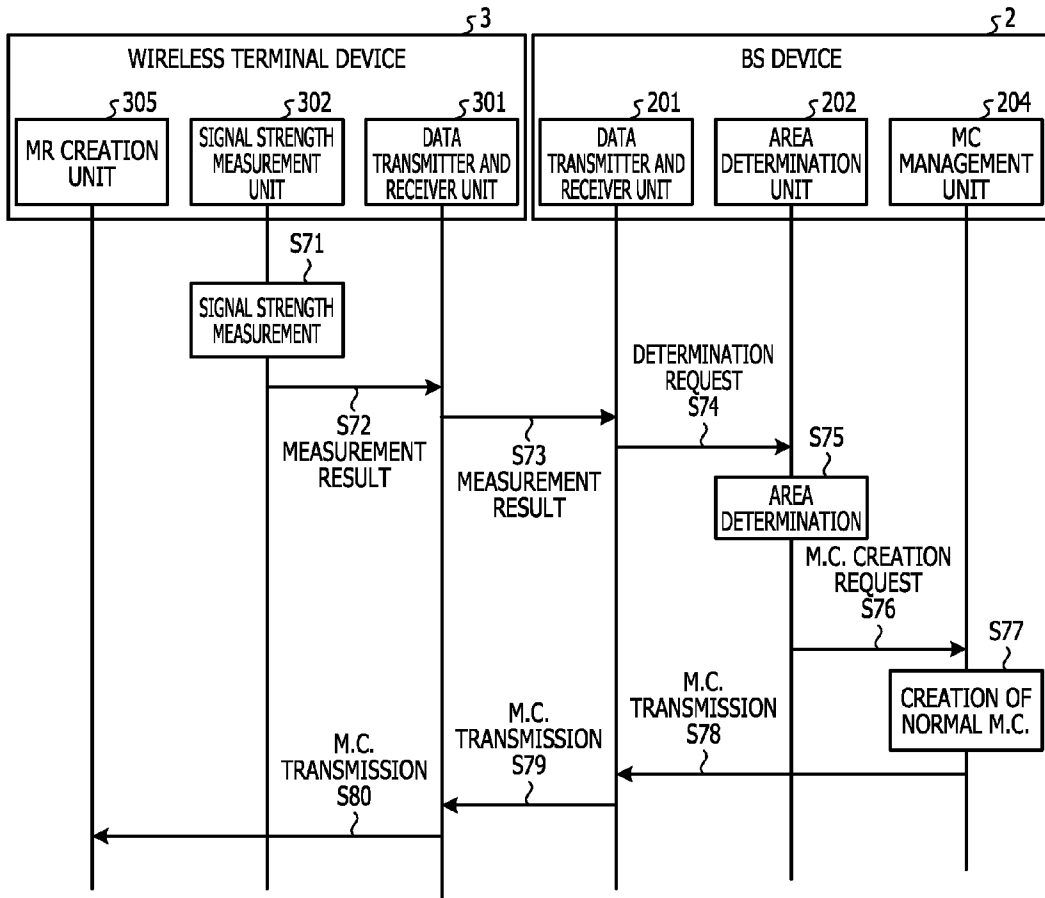 3
2
WIRELESS TERMINAL DEVICE
BS DEVICE
305
302
301
201
202
204
MR CREATION
UNIT
SIGNAL STRENGTH
MEASUREMENT
UNIT
DATA
TRANSMITTER AND
RECEIVER UNIT
DATA
TRANSMITTER AND
RECEIVER UNIT
AREA
DETERMINATION
UNIT
MC
MANAGEMENT
UNIT
S71
SIGNAL STRENGTH
MEASUREMENT
S72
MEASUREMENT
RESULT
S73
MEASUREMENT
RESULT
DETERMINATION
REQUEST
S74
S75
AREA
DETERMINATION
M.C. CREATION
REQUEST
S76
S77
CREATION OF
NORMAL M.C.
M.C.
TRANSMISSION
S78
M.C.
TRANSMISSION
S79
M.C.
TRANSMISSION
S80